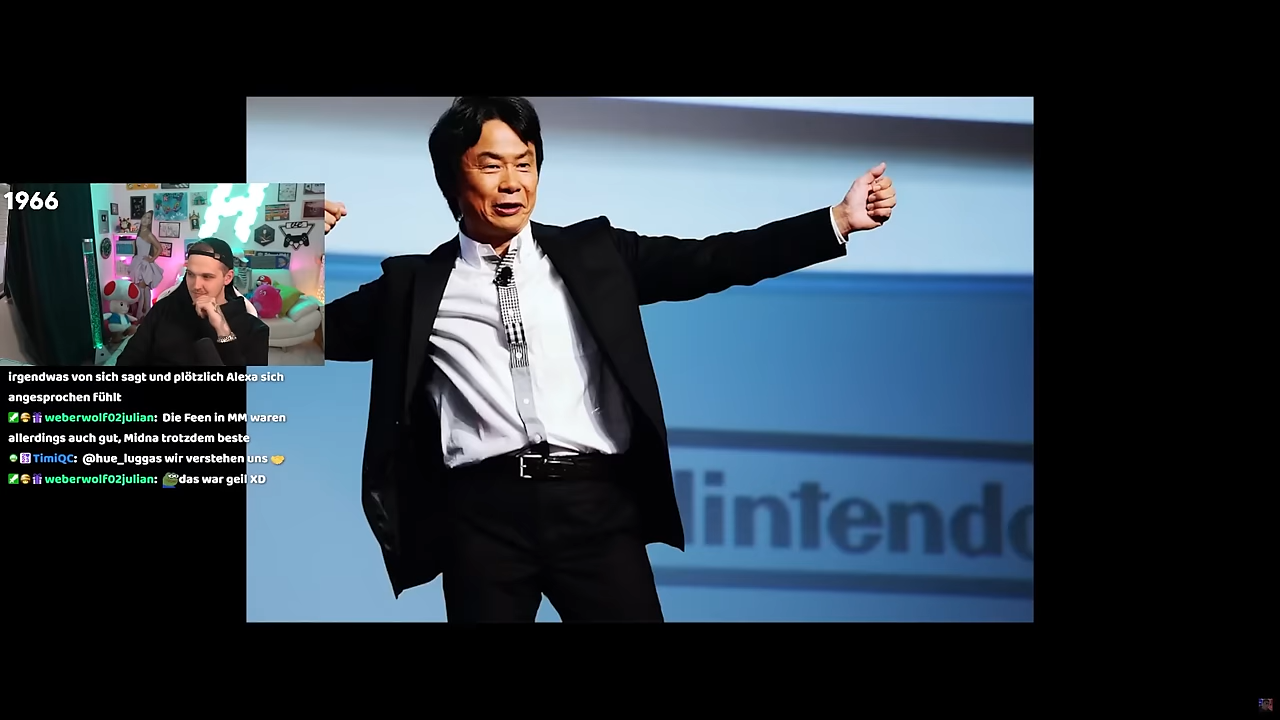 1966
irgendwas von sich sagt und plötzlich Alexa sich
angesprochen fühlt
weberwolf02julian: Die Feen in MM waren
allerdings auch gut, Midna trotzdem beste
TimiQC: @hue_luggas wir verstehen uns 🤝
weberwolf02julian: das war geil XD
Nintendo